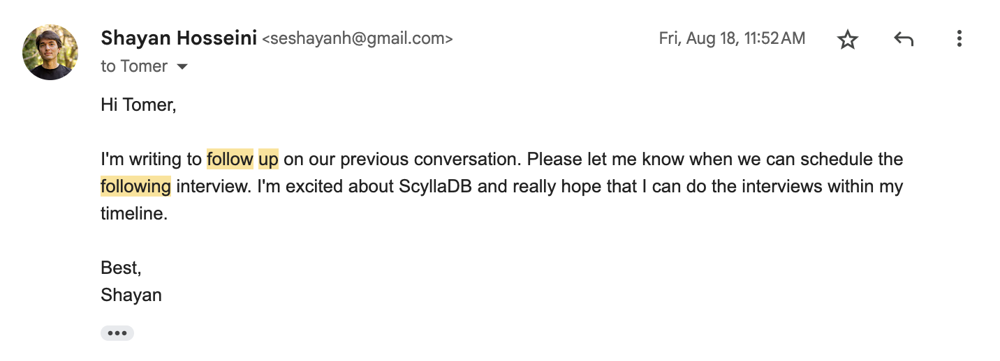 Shayan Hosseini <seshayanh@gmail.com> Fri, Aug 18, 11:52 AM
to Tomer
Hi Tomer,
I'm writing to follow up on our previous conversation. Please let me know when we can schedule the
following interview. I'm excited about ScyllaDB and really hope that I can do the interviews within my
timeline.
Best,
Shayan